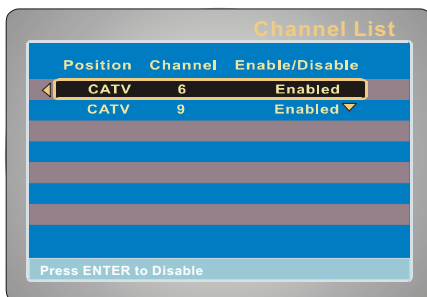 Channel List
Position Channel Enable/Disable
CATV 6 Enabled
CATV 9 Enabled
Press ENTER to Disable